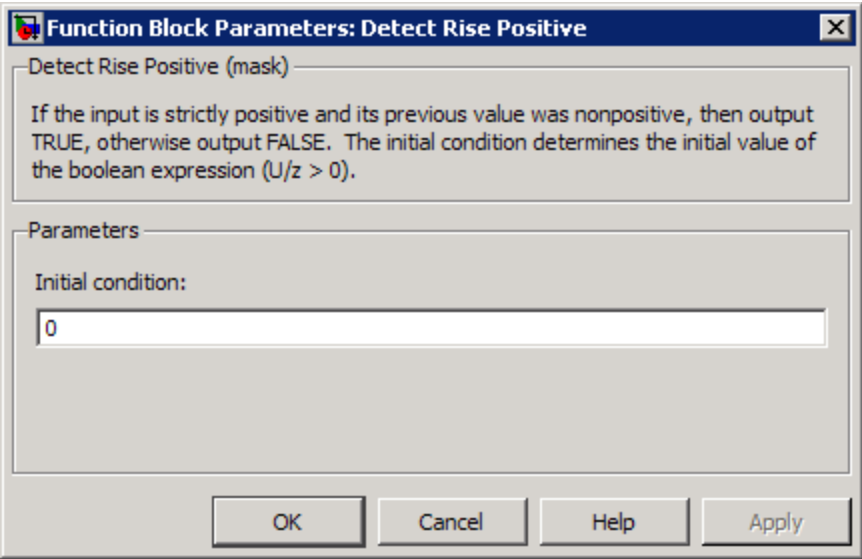 Function Block Parameters: Detect Rise Positive
Detect Rise Positive (mask)
If the input is strictly positive and its previous value was nonpositive, then output
TRUE, otherwise output FALSE.  The initial condition determines the initial value of
the boolean expression (U/z > 0).
Parameters
Initial condition:
0
OK Cancel Help Apply